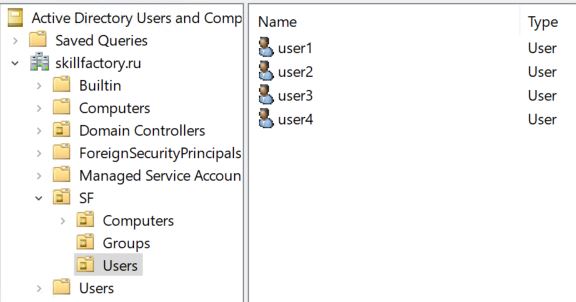 Active Directory Users and Comp
Saved Queries
skillfactory.ru
Builtin
Computers
Domain Controllers
ForeignSecurityPrincipals
Managed Service Accoun
SF
Computers
Groups
Users
Users
Name Type
user1 User
user2 User
user3 User
user4 User